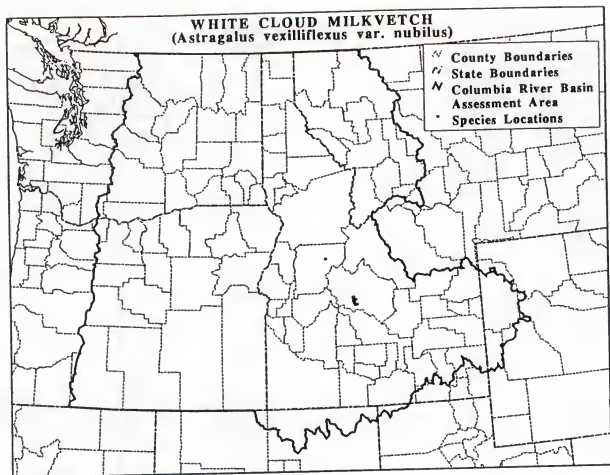 WHITE CLOUD MILKVETCH
(Astragalus vexilliflexus var. nubilus)
County Boundaries
State Boundaries
Columbia River Basin
Assessment Area
Species Locations